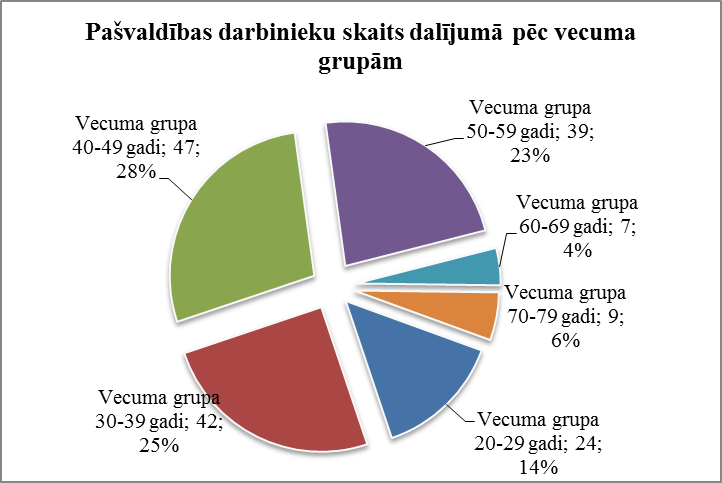 Pašvaldības darbinieku skaits dalījumā pēc vecuma
grupām
Vecuma grupa
50-59 gadi; 39;
23%
Vecuma grupa
60-69 gadi; 7;
4%
Vecuma grupa
70-79 gadi; 9;
6%
Vecuma grupa
20-29 gadi; 24;
14%
Vecuma grupa
30-39 gadi; 42;
25%
Vecuma grupa
40-49 gadi; 47;
28%